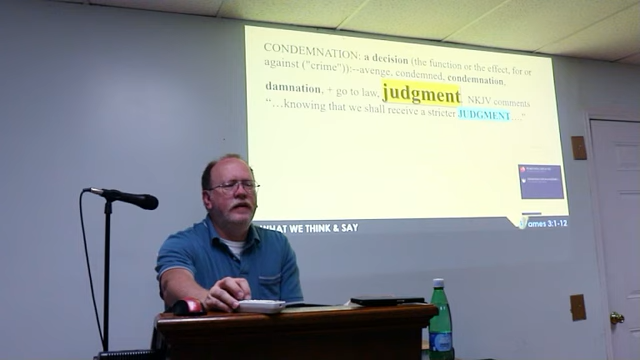 CONDEMNATION: a decision (the function or the effect, for or
against ("crime")):--avenge, condemned, condemnation,
damnation, + go to law, judgment, NKJV comments
"...knowing that we shall receive a stricter JUDGMENT...."
WHAT WE THINK & SAY
James 3:1-12